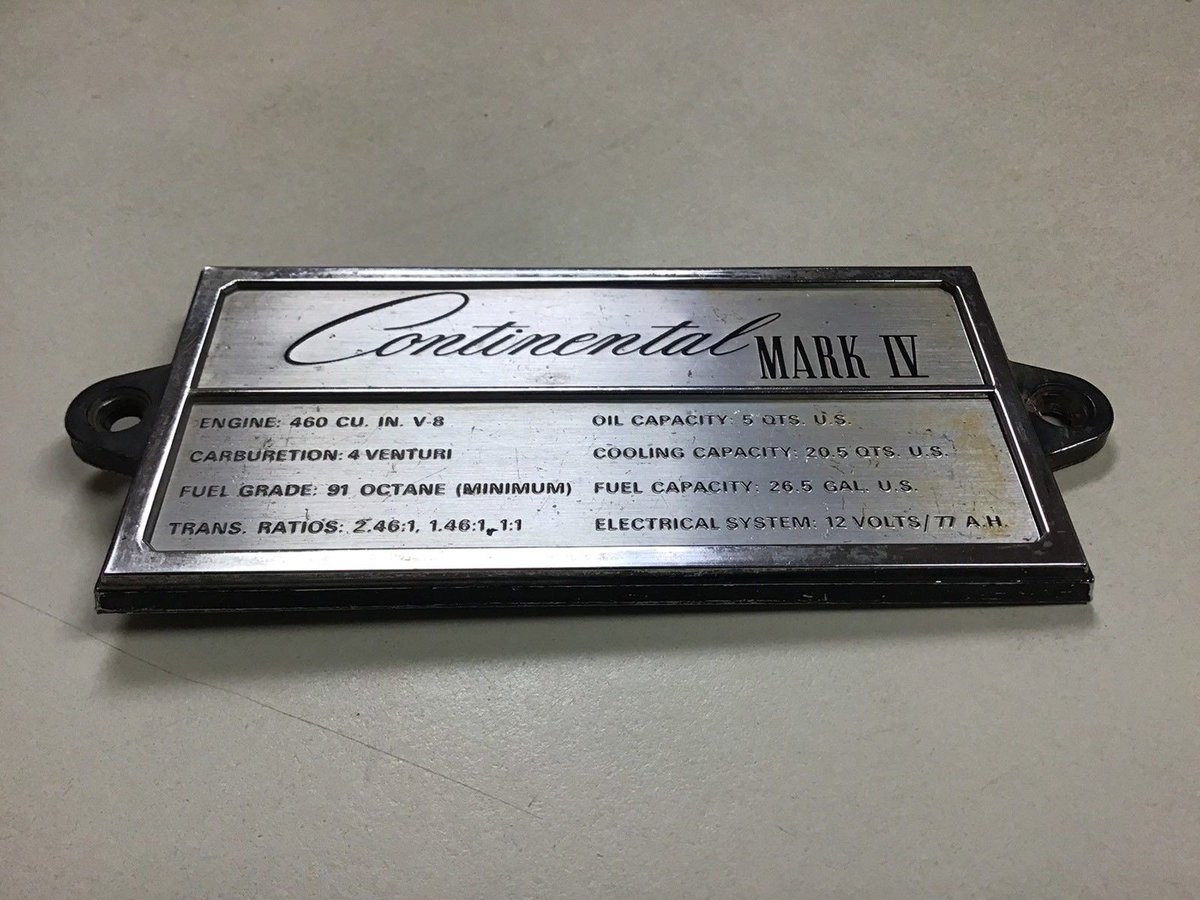 Continental MARK IV
ENGINE: 460 CU. IN. V-8 OIL CAPACITY: 5 QTS. U.S.
CARBURETION: 4 VENTURI COOLING CAPACITY: 20.5 QTS. U.S.
FUEL GRADE: 91 OCTANE (MINIMUM) FUEL CAPACITY: 26.5 GAL. U.S.
TRANS. RATIOS: 2.46:1, 1.46:1, 1:1 ELECTRICAL SYSTEM: 12 VOLTS/77 A.H.